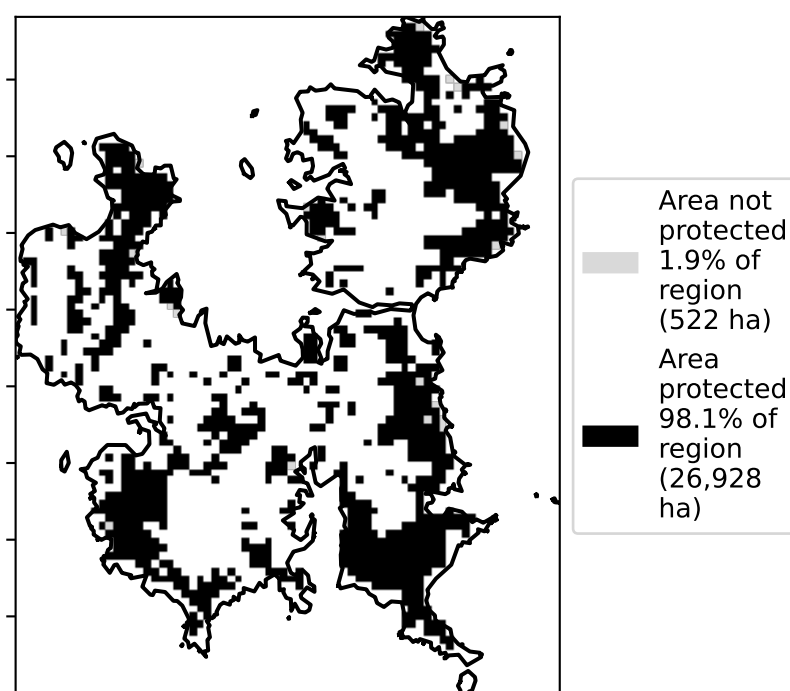 Area not
protected
1.9% of
region
(522 ha)
Area
protected
98.1% of
region
(26,928
ha)